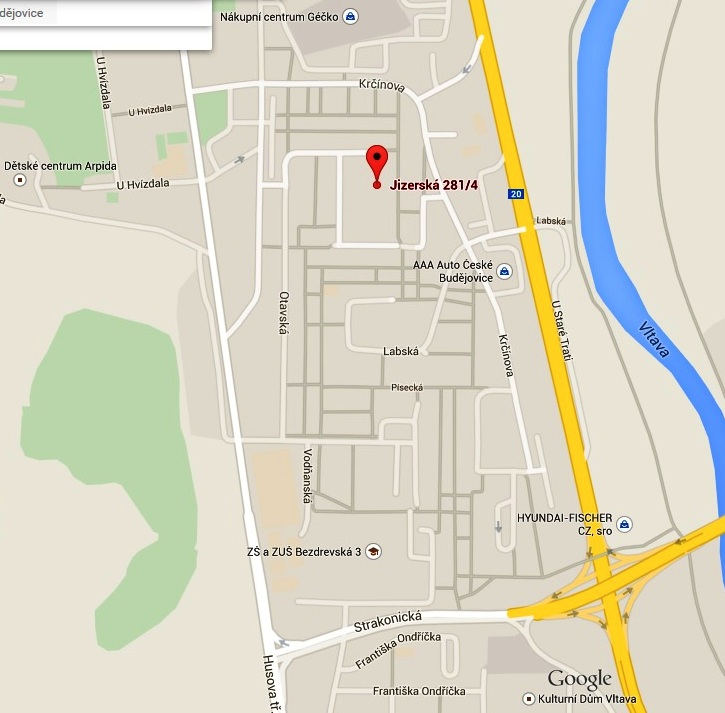 dějovice
Nákupní centrum Géčko
U Hvízdala
Krčínova
U Hvizdala
Dětské centrum Arpida
U Hvízdala
Jizerská 281/4
20
Labská
AAA Auto České
Budějovice
Otavská
U Staré Trati
Vltava
Krčínova
Labská
Písecká
Vodňanská
HYUNDAI-FISCHER
CZ, sro
ZŠ a ZUŠ Bezdrevská 3
Strakonická
Františka Ondříčka
Husova tř.
Google
Františka Ondříčka
Kulturní Dům Vltava